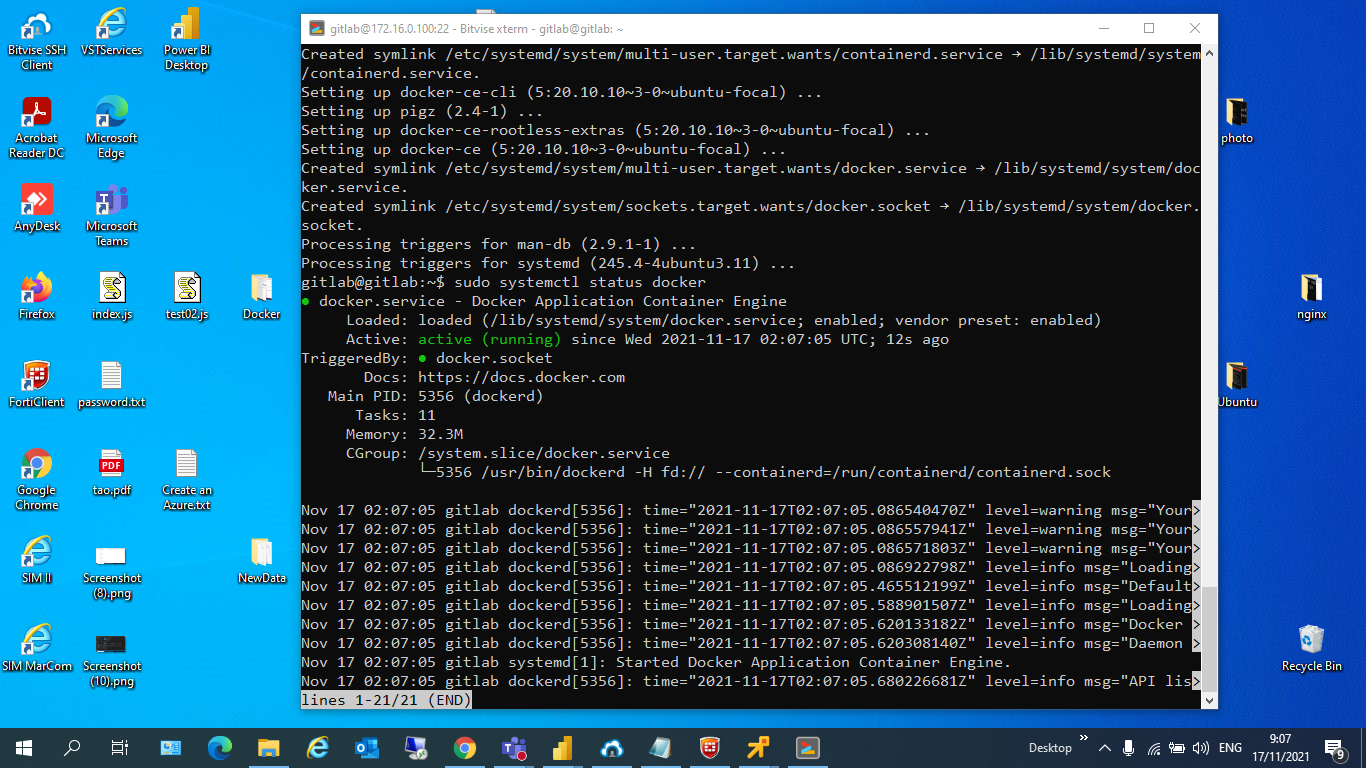 Bitvise SSH Client
VSTServices
Power BI Desktop
Acrobat Reader DC
Microsoft Edge
AnyDesk
Microsoft Teams
Firefox
index.js
test02.js
Docker
FortiClient
password.txt
Google Chrome
tao.pdf
Create an Azure.txt
SIM II
Screenshot (8).png
NewData
SIM MarCom
Screenshot (10).png
gitlab@172.16.0.100:22 - Bitvise xterm - gitlab@gitlab: ~
Created symlink /etc/systemd/system/multi-user.target.wants/containerd.service → /lib/systemd/system
/containerd.service.
Setting up docker-ce-cli (5:20.10.10~3-0~ubuntu-focal) ...
Setting up pigz (2.4-1) ...
Setting up docker-ce-rootless-extras (5:20.10.10~3-0~ubuntu-focal) ...
Setting up docker-ce (5:20.10.10~3-0~ubuntu-focal) ...
Created symlink /etc/systemd/system/multi-user.target.wants/docker.service → /lib/systemd/system/doc
ker.service.
Created symlink /etc/systemd/system/sockets.target.wants/docker.socket → /lib/systemd/system/docker.
socket.
Processing triggers for man-db (2.9.1-1) ...
Processing triggers for systemd (245.4-4ubuntu3.11) ...
gitlab@gitlab:~$ sudo systemctl status docker
● docker.service - Docker Application Container Engine
Loaded: loaded (/lib/systemd/system/docker.service; enabled; vendor preset: enabled)
Active: active (running) since Wed 2021-11-17 02:07:05 UTC; 12s ago
TriggeredBy: ● docker.socket
Docs: https://docs.docker.com
Main PID: 5356 (dockerd)
Tasks: 11
Memory: 32.3M
CGroup: /system.slice/docker.service
└─5356 /usr/bin/dockerd -H fd:// --containerd=/run/containerd/containerd.sock
Nov 17 02:07:05 gitlab dockerd[5356]: time="2021-11-17T02:07:05.086540470Z" level=warning msg="Your>
Nov 17 02:07:05 gitlab dockerd[5356]: time="2021-11-17T02:07:05.086557941Z" level=warning msg="Your>
Nov 17 02:07:05 gitlab dockerd[5356]: time="2021-11-17T02:07:05.086571803Z" level=warning msg="Your>
Nov 17 02:07:05 gitlab dockerd[5356]: time="2021-11-17T02:07:05.086922798Z" level=info msg="Loading>
Nov 17 02:07:05 gitlab dockerd[5356]: time="2021-11-17T02:07:05.465512199Z" level=info msg="Default>
Nov 17 02:07:05 gitlab dockerd[5356]: time="2021-11-17T02:07:05.588901507Z" level=info msg="Loading>
Nov 17 02:07:05 gitlab dockerd[5356]: time="2021-11-17T02:07:05.620133182Z" level=info msg="Docker >
Nov 17 02:07:05 gitlab dockerd[5356]: time="2021-11-17T02:07:05.620308140Z" level=info msg="Daemon >
Nov 17 02:07:05 gitlab systemd[1]: Started Docker Application Container Engine.
Nov 17 02:07:05 gitlab dockerd[5356]: time="2021-11-17T02:07:05.680226681Z" level=info msg="API lis>
lines 1-21/21 (END)
photo
nginx
Ubuntu
Recycle Bin
Desktop
ENG
9:07
17/11/2021
9